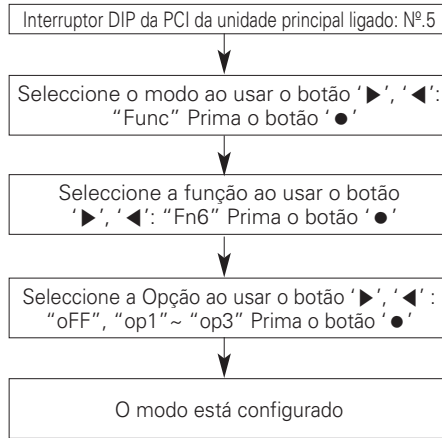 Interruptor DIP da PCI da unidade principal ligado: Nº.5
Seleccione o modo ao usar o botão ‘▶’, ‘◀’:
“Func” Prima o botão ‘●’
Seleccione a função ao usar o botão
‘▶’, ‘◀’: “Fn6” Prima o botão ‘●’
Seleccione a Opção ao usar o botão ‘▶’, ‘◀’ :
“oFF”, “op1”~ “op3” Prima o botão ‘●’
O modo está configurado